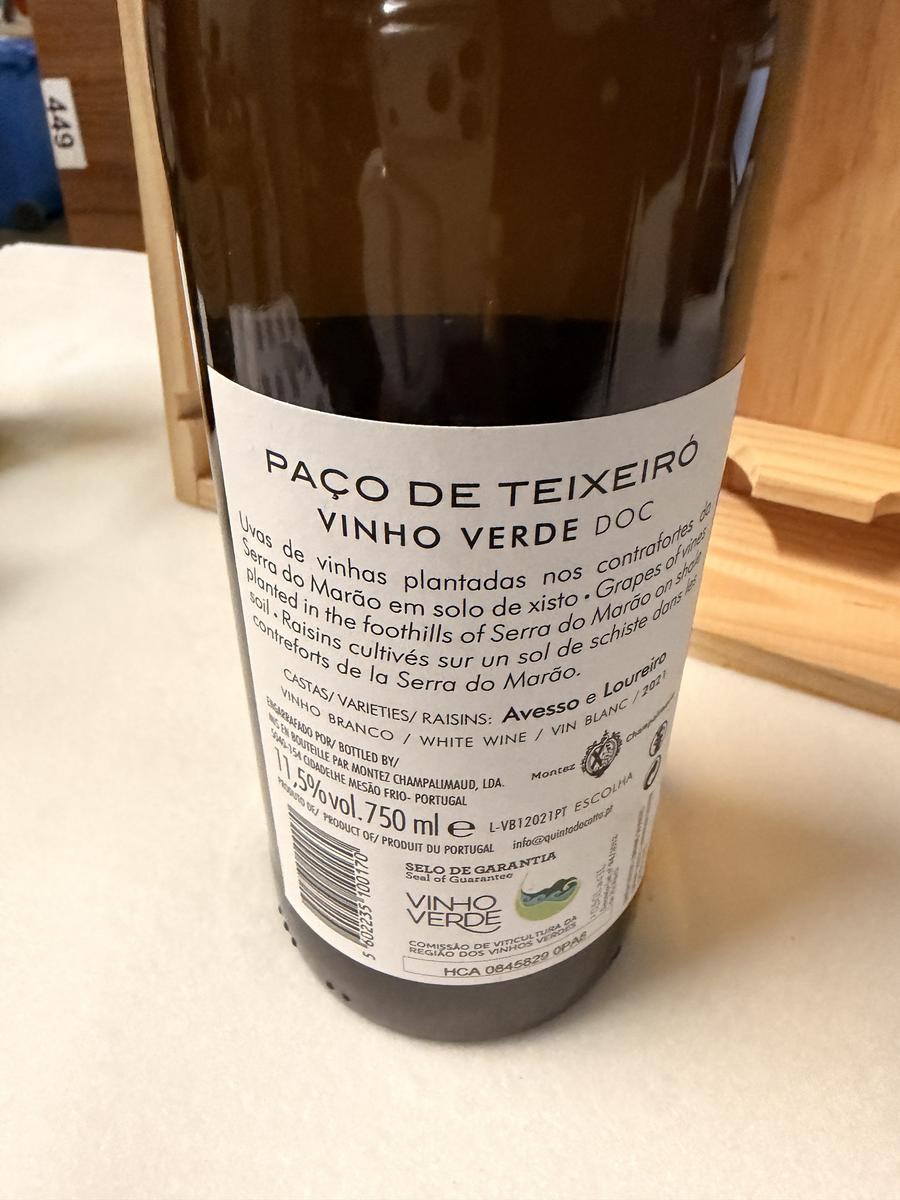 449
PAÇO DE TEIXEIRÓ
VINHO VERDE DOC
Uvas de vinhas plantadas nos contrafortes da
Serra do Marão em solo de xisto • Grapes of vines
planted in the foothills of Serra do Marão on shale
soil • Raisins cultivés sur un sol de schiste dans les
contreforts de la Serra do Marão.
CASTAS/ VARIETIES/ RAISINS: Avesso e Loureiro
VINHO BRANCO / WHITE WINE / VIN BLANC / 2021
ENGARRAFADO POR/ BOTTLED BY/
MIS EN BOUTEILLE PAR MONTEZ CHAMPALIMAUD, LDA.
5040-154 CIDADELHE MESÃO FRIO- PORTUGAL
Montez Champalimaud
11,5%vol. 750 ml e L-VB12021PT ESCOLHA
PRODUTO DE/ PRODUCT OF/ PRODUIT DU PORTUGAL info@quintadocotto.pt
5 602235 100170
SELO DE GARANTIA
Seal of Guarantee
VINHO
VERDE
COMISSÃO DE VITICULTURA DA
REGIÃO DOS VINHOS VERDES
HCA 0845829 0PA8